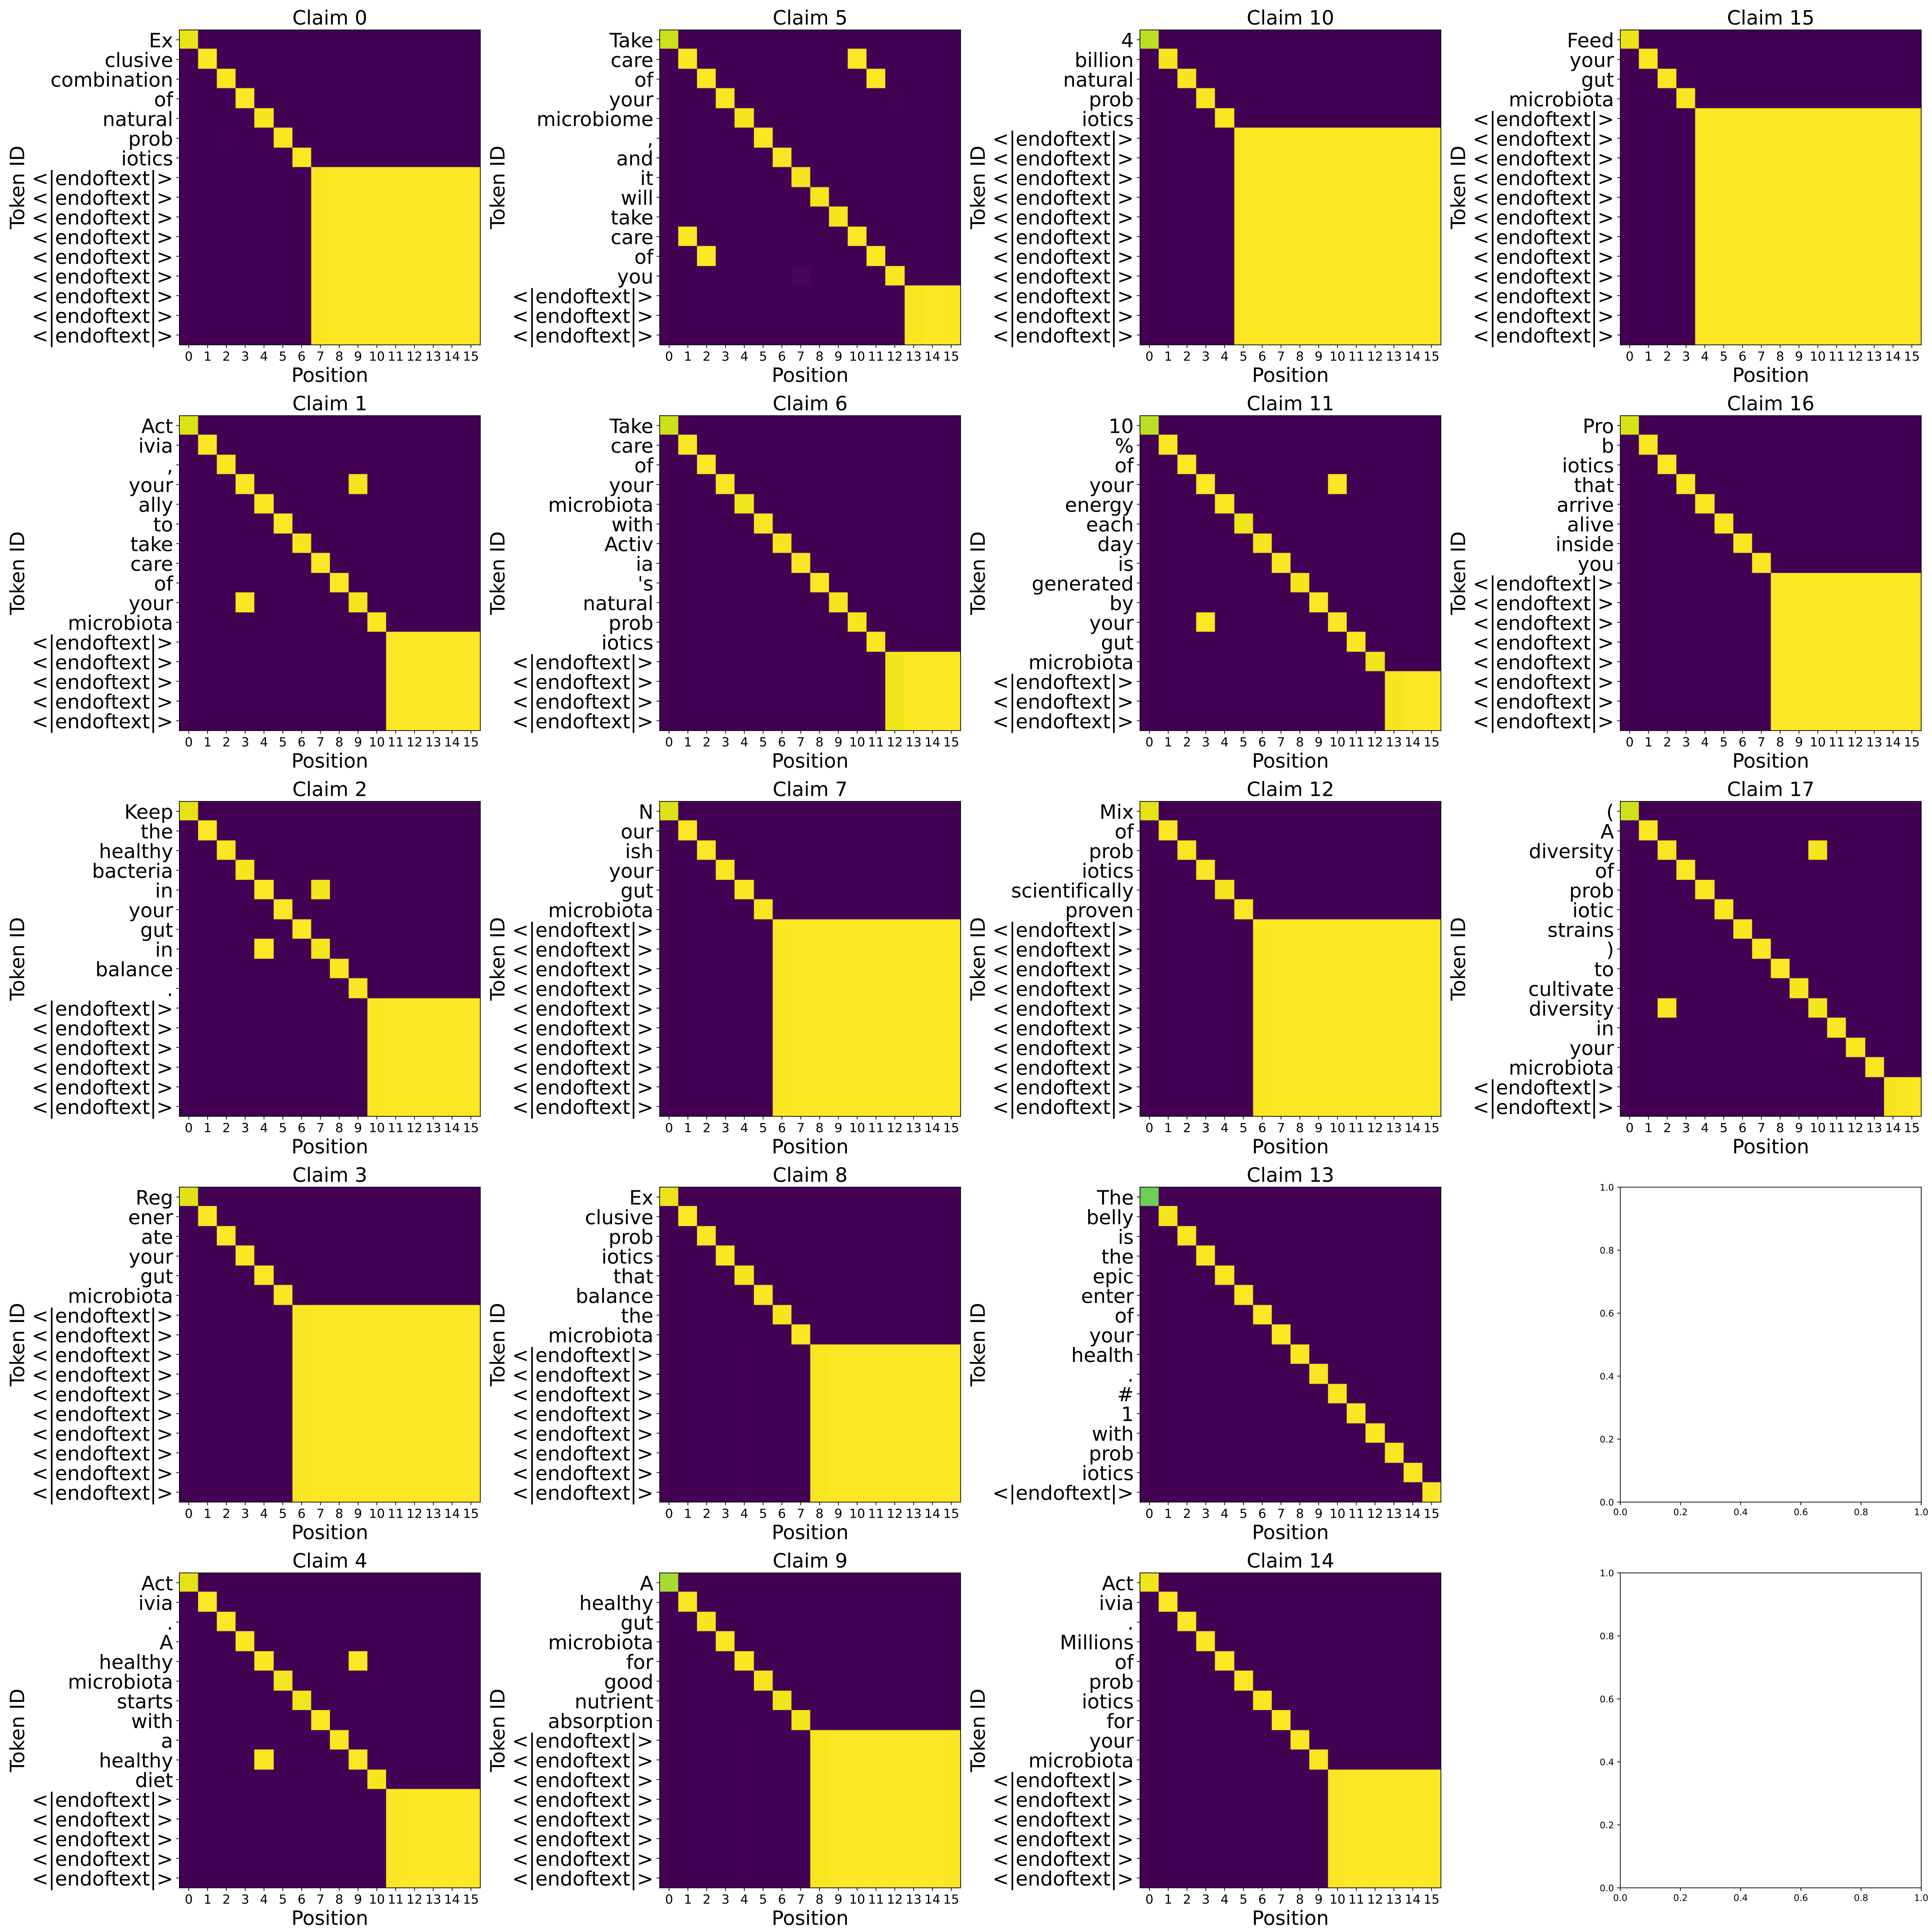 Claim 0
Token ID
Ex
clusive
combination
of
natural
prob
iotics
<|endoftext|>
<|endoftext|>
<|endoftext|>
<|endoftext|>
<|endoftext|>
<|endoftext|>
<|endoftext|>
<|endoftext|>
<|endoftext|>
0 1 2 3 4 5 6 7 8 9 10 11 12 13 14 15
Position
Claim 5
Token ID
Take
care
of
your
microbiome
,
and
it
will
take
care
of
you
<|endoftext|>
<|endoftext|>
<|endoftext|>
0 1 2 3 4 5 6 7 8 9 10 11 12 13 14 15
Position
Claim 10
Token ID
4
billion
natural
prob
iotics
<|endoftext|>
<|endoftext|>
<|endoftext|>
<|endoftext|>
<|endoftext|>
<|endoftext|>
<|endoftext|>
<|endoftext|>
<|endoftext|>
<|endoftext|>
<|endoftext|>
0 1 2 3 4 5 6 7 8 9 10 11 12 13 14 15
Position
Claim 15
Token ID
Feed
your
gut
microbiota
<|endoftext|>
<|endoftext|>
<|endoftext|>
<|endoftext|>
<|endoftext|>
<|endoftext|>
<|endoftext|>
<|endoftext|>
<|endoftext|>
<|endoftext|>
<|endoftext|>
<|endoftext|>
0 1 2 3 4 5 6 7 8 9 10 11 12 13 14 15
Position
Claim 1
Token ID
Act
ivia
,
your
ally
to
take
care
of
your
microbiota
<|endoftext|>
<|endoftext|>
<|endoftext|>
<|endoftext|>
<|endoftext|>
0 1 2 3 4 5 6 7 8 9 10 11 12 13 14 15
Position
Claim 6
Token ID
Take
care
of
your
microbiota
with
Activ
ia
's
natural
prob
iotics
<|endoftext|>
<|endoftext|>
<|endoftext|>
<|endoftext|>
0 1 2 3 4 5 6 7 8 9 10 11 12 13 14 15
Position
Claim 11
Token ID
10
%
of
your
energy
each
day
is
generated
by
your
gut
microbiota
<|endoftext|>
<|endoftext|>
<|endoftext|>
0 1 2 3 4 5 6 7 8 9 10 11 12 13 14 15
Position
Claim 16
Token ID
Pro
b
iotics
that
arrive
alive
inside
you
<|endoftext|>
<|endoftext|>
<|endoftext|>
<|endoftext|>
<|endoftext|>
<|endoftext|>
<|endoftext|>
<|endoftext|>
0 1 2 3 4 5 6 7 8 9 10 11 12 13 14 15
Position
Claim 2
Token ID
Keep
the
healthy
bacteria
in
your
gut
in
balance
.
<|endoftext|>
<|endoftext|>
<|endoftext|>
<|endoftext|>
<|endoftext|>
<|endoftext|>
0 1 2 3 4 5 6 7 8 9 10 11 12 13 14 15
Position
Claim 7
Token ID
N
our
ish
your
gut
microbiota
<|endoftext|>
<|endoftext|>
<|endoftext|>
<|endoftext|>
<|endoftext|>
<|endoftext|>
<|endoftext|>
<|endoftext|>
<|endoftext|>
<|endoftext|>
0 1 2 3 4 5 6 7 8 9 10 11 12 13 14 15
Position
Claim 12
Token ID
Mix
of
prob
iotics
scientifically
proven
<|endoftext|>
<|endoftext|>
<|endoftext|>
<|endoftext|>
<|endoftext|>
<|endoftext|>
<|endoftext|>
<|endoftext|>
<|endoftext|>
<|endoftext|>
0 1 2 3 4 5 6 7 8 9 10 11 12 13 14 15
Position
Claim 17
Token ID
(
A
diversity
of
prob
iotic
strains
)
to
cultivate
diversity
in
your
microbiota
<|endoftext|>
<|endoftext|>
0 1 2 3 4 5 6 7 8 9 10 11 12 13 14 15
Position
Claim 3
Token ID
Reg
ener
ate
your
gut
microbiota
<|endoftext|>
<|endoftext|>
<|endoftext|>
<|endoftext|>
<|endoftext|>
<|endoftext|>
<|endoftext|>
<|endoftext|>
<|endoftext|>
<|endoftext|>
0 1 2 3 4 5 6 7 8 9 10 11 12 13 14 15
Position
Claim 8
Token ID
Ex
clusive
prob
iotics
that
balance
the
microbiota
<|endoftext|>
<|endoftext|>
<|endoftext|>
<|endoftext|>
<|endoftext|>
<|endoftext|>
<|endoftext|>
<|endoftext|>
0 1 2 3 4 5 6 7 8 9 10 11 12 13 14 15
Position
Claim 13
Token ID
The
belly
is
the
epic
enter
of
your
health
.
#
1
with
prob
iotics
<|endoftext|>
0 1 2 3 4 5 6 7 8 9 10 11 12 13 14 15
Position
1.0
0.8
0.6
0.4
0.2
0.0
0.0 0.2 0.4 0.6 0.8 1.0
Claim 4
Token ID
Act
ivia
.
A
healthy
microbiota
starts
with
a
healthy
diet
<|endoftext|>
<|endoftext|>
<|endoftext|>
<|endoftext|>
<|endoftext|>
0 1 2 3 4 5 6 7 8 9 10 11 12 13 14 15
Position
Claim 9
Token ID
A
healthy
gut
microbiota
for
good
nutrient
absorption
<|endoftext|>
<|endoftext|>
<|endoftext|>
<|endoftext|>
<|endoftext|>
<|endoftext|>
<|endoftext|>
<|endoftext|>
0 1 2 3 4 5 6 7 8 9 10 11 12 13 14 15
Position
Claim 14
Token ID
Act
ivia
.
Millions
of
prob
iotics
for
your
microbiota
<|endoftext|>
<|endoftext|>
<|endoftext|>
<|endoftext|>
<|endoftext|>
<|endoftext|>
0 1 2 3 4 5 6 7 8 9 10 11 12 13 14 15
Position
1.0
0.8
0.6
0.4
0.2
0.0
0.0 0.2 0.4 0.6 0.8 1.0